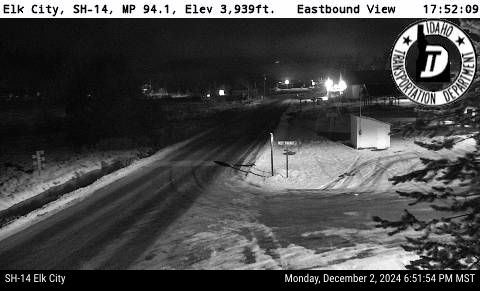 Elk City, SH-14, MP 94.1, Elev 3,939ft. Eastbound View 17:52:09
IDAHO
TRANSPORTATION DEPARTMENT
SH-14 Elk City Monday, December 2, 2024 6:51:54 PM MST